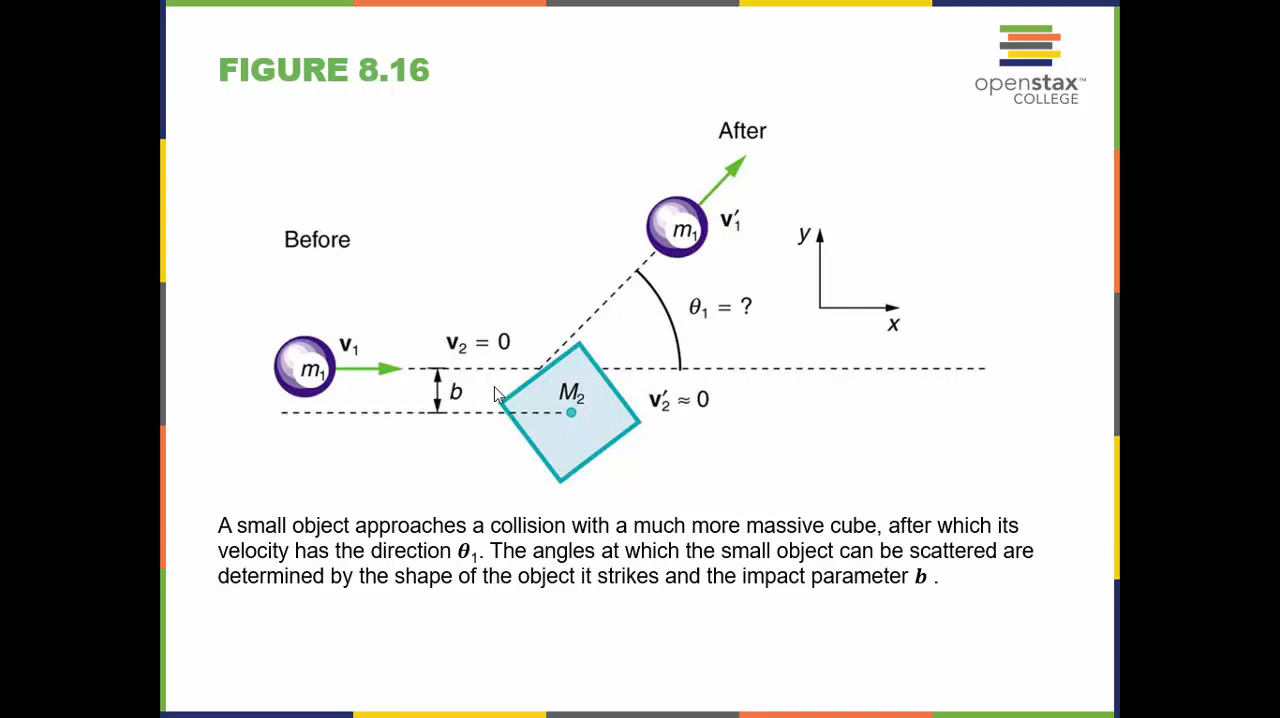 FIGURE 8.16
openstax™
COLLEGE
After
Before
m₁
v′₁
y
x
θ₁ = ?
v₁
m₁
v₂ = 0
b
M₂
v′₂ ≈ 0
A small object approaches a collision with a much more massive cube, after which its
velocity has the direction θ₁. The angles at which the small object can be scattered are
determined by the shape of the object it strikes and the impact parameter b .